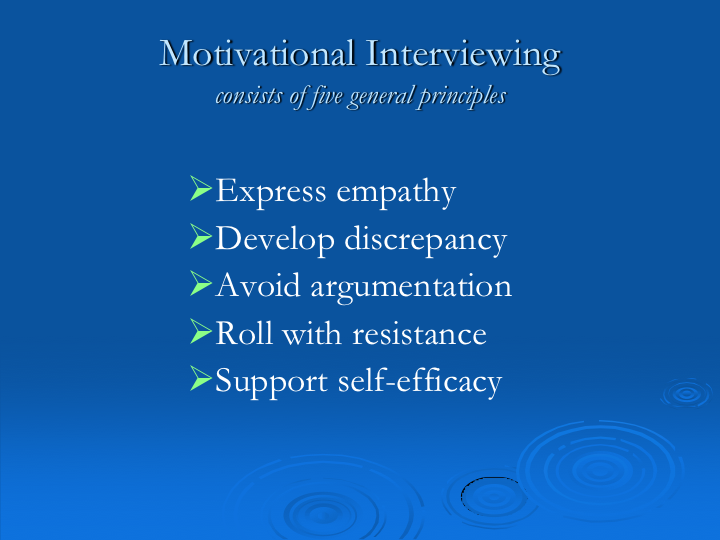 Motivational Interviewing
consists of five general principles
Express empathy
Develop discrepancy
Avoid argumentation
Roll with resistance
Support self-efficacy